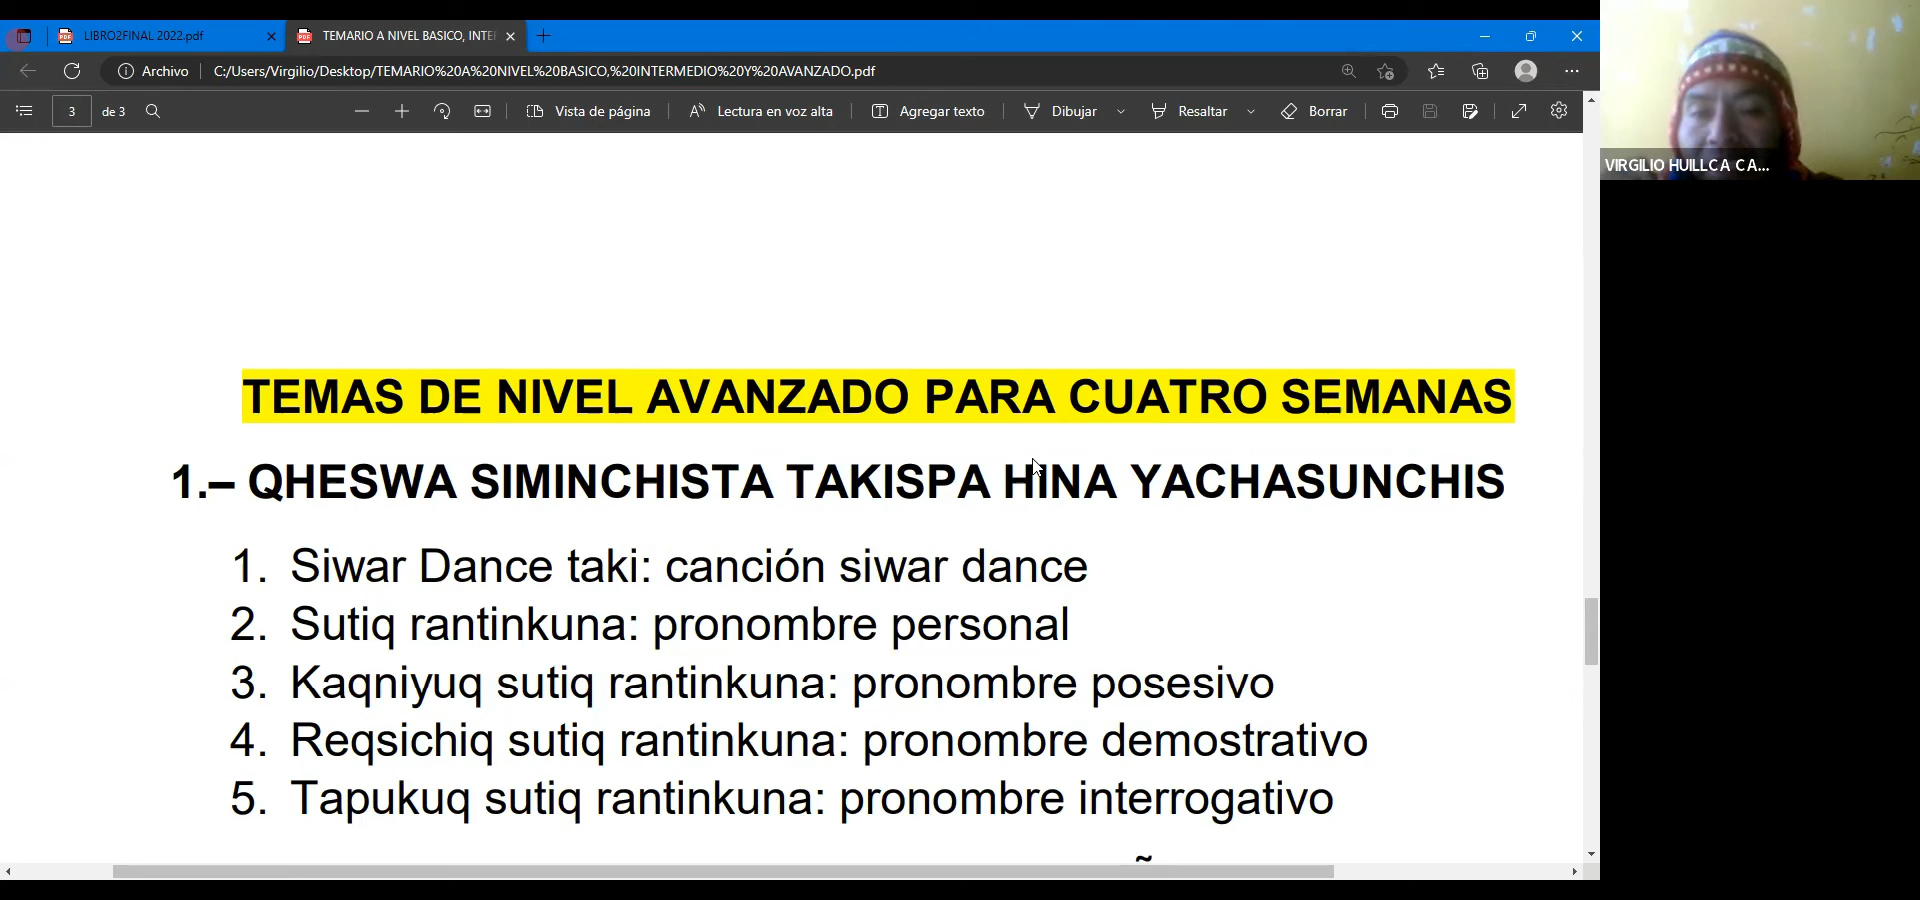 LIBRO2FINAL 2022.pdf
TEMARIO A NIVEL BASICO, INTE
Archivo
C:/Users/Virgilio/Desktop/TEMARIO%20A%20NIVEL%20BASICO,%20INTERMEDIO%20Y%20AVANZADO.pdf
3 de 3
Vista de página
Lectura en voz alta
Agregar texto
Dibujar
Resaltar
Borrar
VIRGILIO HUILLCA CA...
TEMAS DE NIVEL AVANZADO PARA CUATRO SEMANAS
1.– QHESWA SIMINCHISTA TAKISPA HINA YACHASUNCHIS
1. Siwar Dance taki: canción siwar dance
2. Sutiq rantinkuna: pronombre personal
3. Kaqniyuq sutiq rantinkuna: pronombre posesivo
4. Reqsichiq sutiq rantinkuna: pronombre demostrativo
5. Tapukuq sutiq rantinkuna: pronombre interrogativo